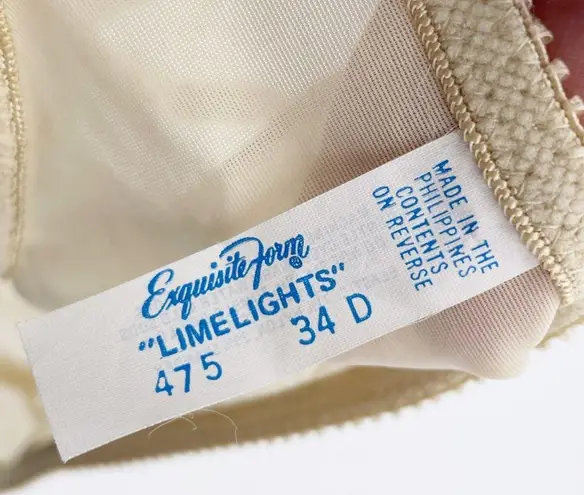 Exquisite Form®
"LIMELIGHTS"
475 34 D
MADE IN THE
PHILIPPINES
CONTENTS
ON REVERSE